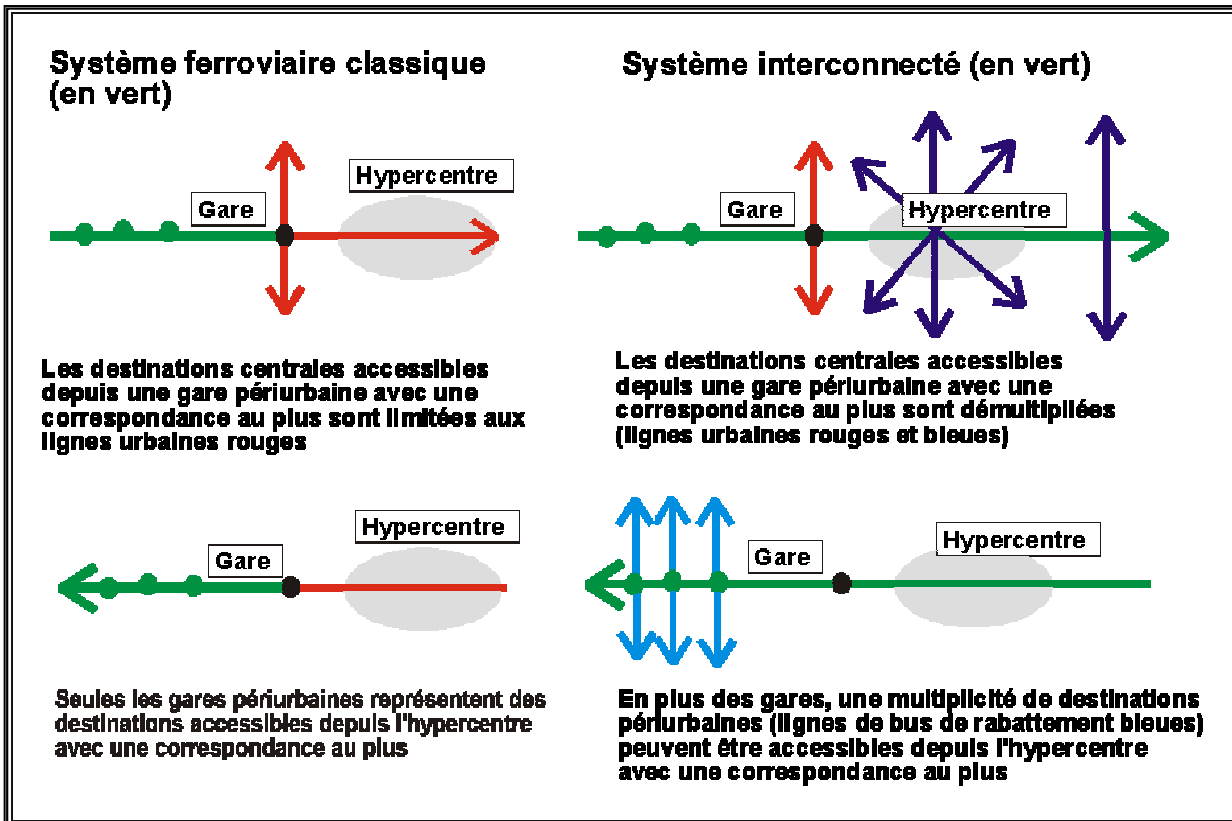 Système ferroviaire classique
(en vert)
Hypercentre
Gare
Les destinations centrales accessibles
depuis une gare périurbaine avec une
correspondance au plus sont limitées aux
lignes urbaines rouges
Système interconnecté (en vert)
Gare
Hypercentre
Les destinations centrales accessibles
depuis une gare périurbaine avec une
correspondance au plus sont démultipliées
(lignes urbaines rouges et bleues)
Hypercentre
Gare
Seules les gares périurbaines représentent des
destinations accessibles depuis l'hypercentre
avec une correspondance au plus
Gare
Hypercentre
En plus des gares, une multiplicité de destinations
périurbaines (lignes de bus de rabattement bleues)
peuvent être accessibles depuis l'hypercentre
avec une correspondance au plus